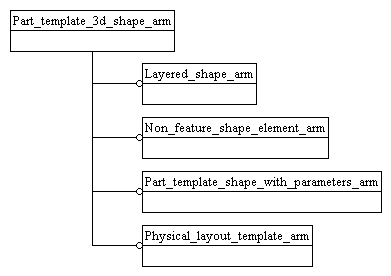 Part_template_3d_shape_arm
Layered_shape_arm
Non_feature_shape_element_arm
Part_template_shape_with_parameters_arm
Physical_layout_template_arm